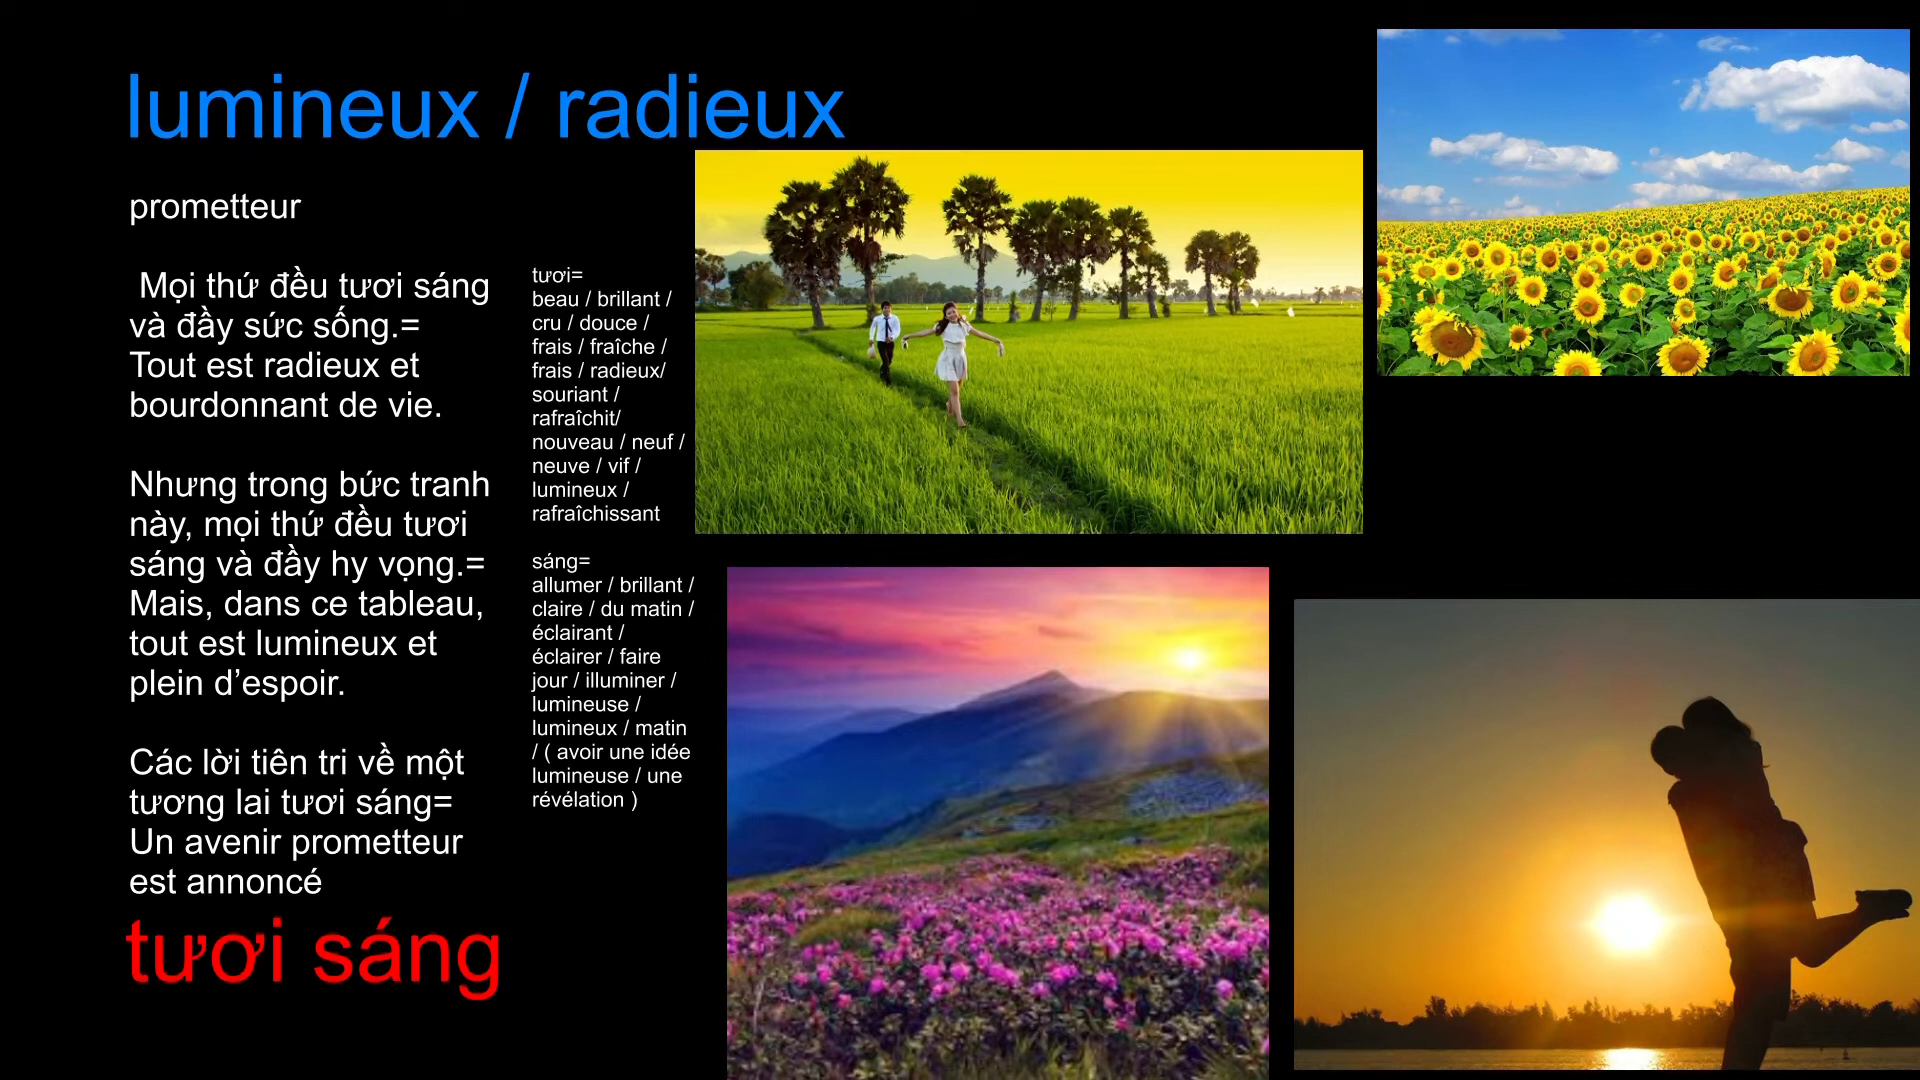 lumineux / radieux
prometteur
Mọi thứ đều tươi sáng
và đầy sức sống.=
Tout est radieux et
bourdonnant de vie.
Nhưng trong bức tranh
này, mọi thứ đều tươi
sáng và đầy hy vọng.=
Mais, dans ce tableau,
tout est lumineux et
plein d’espoir.
Các lời tiên tri về một
tương lai tươi sáng=
Un avenir prometteur
est annoncé
tươi sáng
tươi=
beau / brillant /
cru / douce /
frais / fraîche /
frais / radieux/
souriant /
rafraîchit/
nouveau / neuf /
neuve / vif /
lumineux /
rafraîchissant
sáng=
allumer / brillant /
claire / du matin /
éclairant /
éclairer / faire
jour / illuminer /
lumineuse /
lumineux / matin
/ ( avoir une idée
lumineuse / une
révélation )